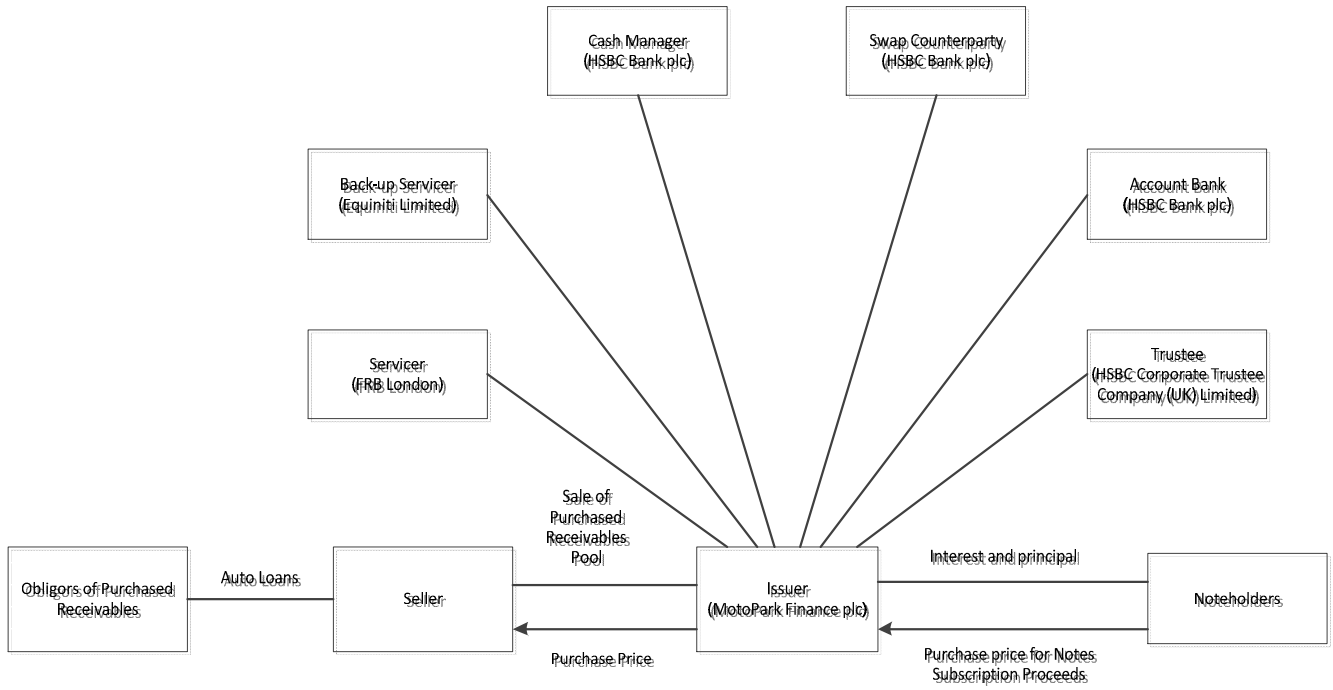 Cash Manager
(HSBC Bank plc)
Swap Counterparty
(HSBC Bank plc)
Back-up Servicer
(Equiniti Limited)
Account Bank
(HSBC Bank plc)
Servicer
(FRB London)
Trustee
(HSBC Corporate Trustee
Company (UK) Limited)
Sale of
Purchased
Receivables
Pool
Obligors of Purchased
Receivables
Auto Loans
Seller
Purchase Price
Issuer
(MotoPark Finance plc)
Interest and principal
Purchase price for Notes
Subscription Proceeds
Noteholders